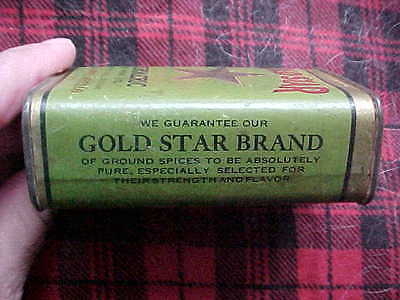 WE GUARANTEE OUR
GOLD STAR BRAND
OF GROUND SPICES TO BE ABSOLUTELY
PURE, ESPECIALLY SELECTED FOR
THEIR STRENGTH AND FLAVOR